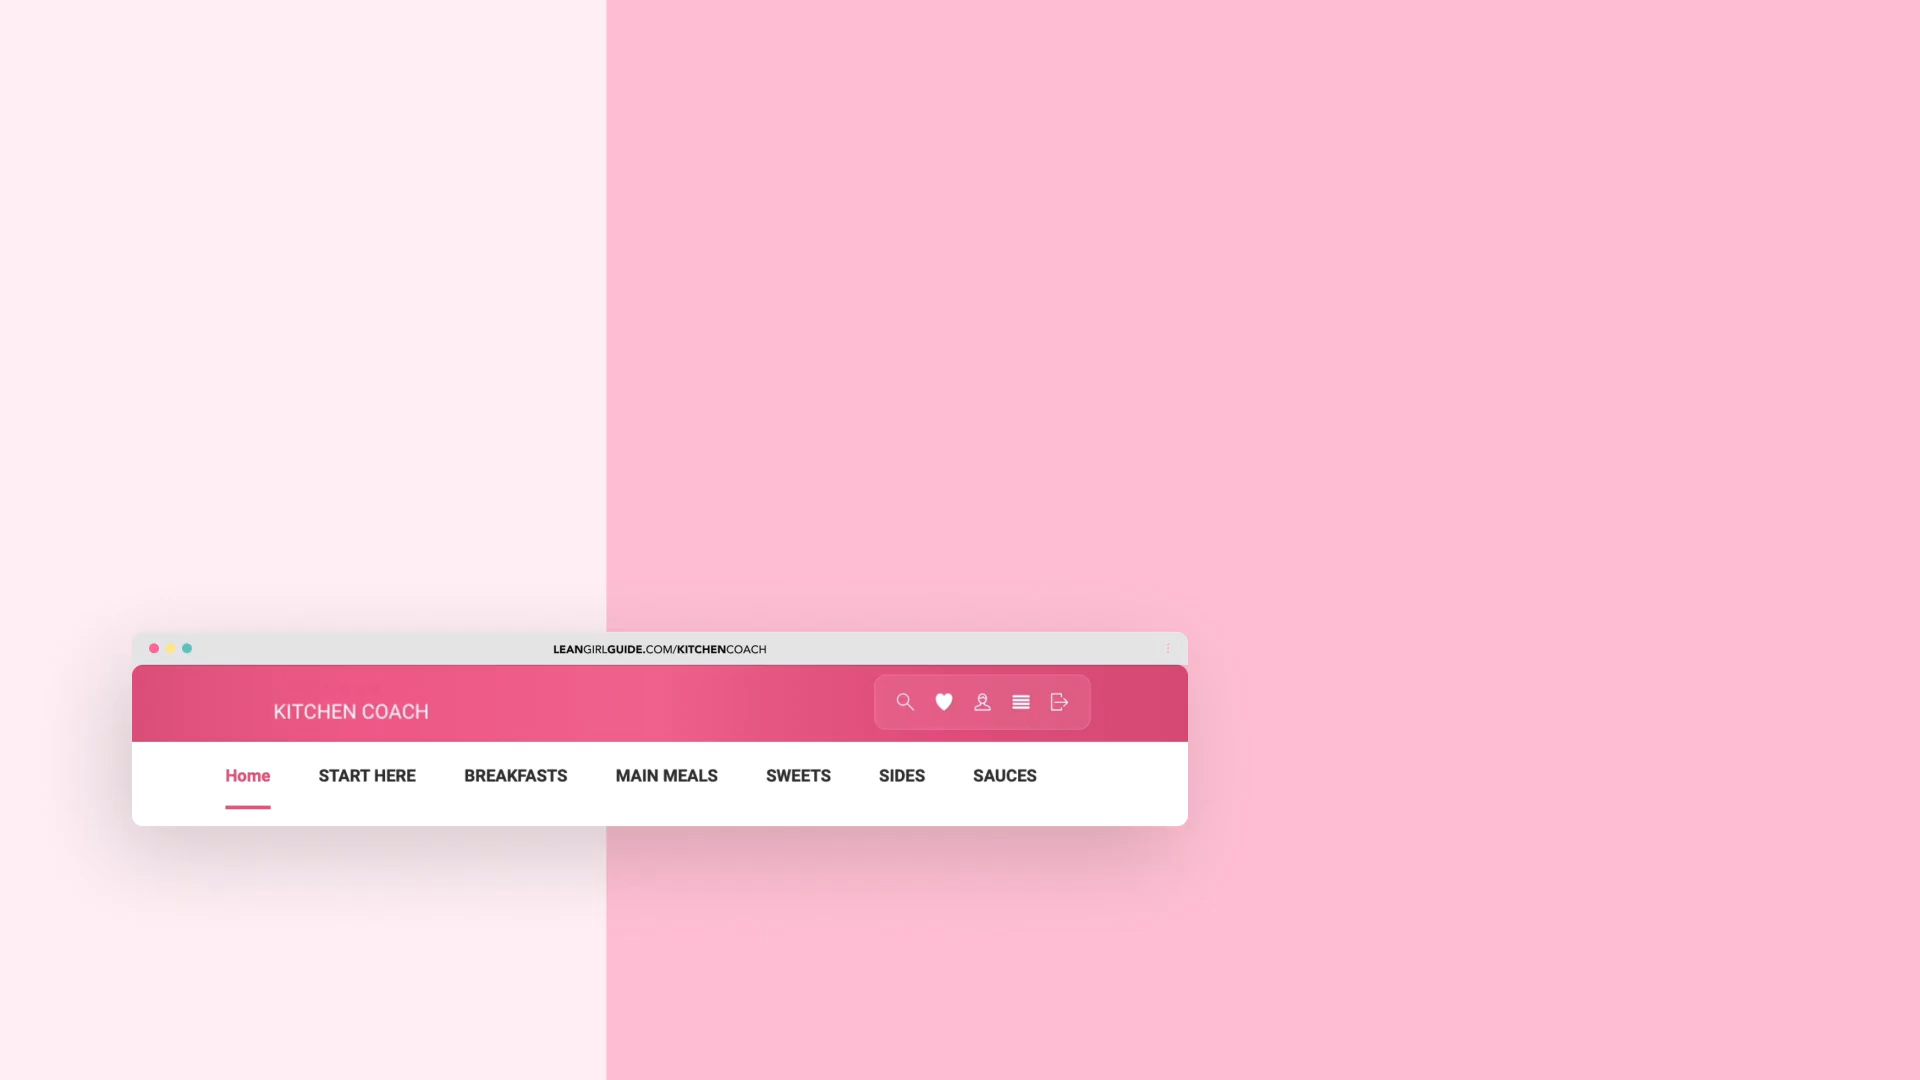 LEANGIRLGUIDE.COM/KITCHENCOACH
KITCHEN COACH
Home START HERE BREAKFASTS MAIN MEALS SWEETS SIDES SAUCES